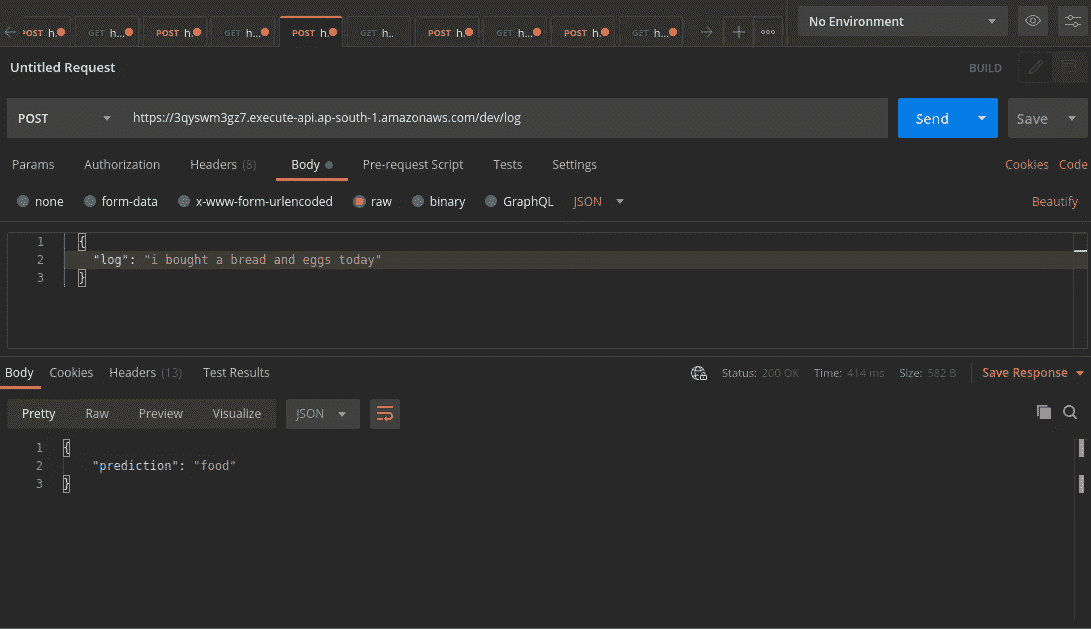 POST h. GET h... POST h. GET h... POST h. GET h.. POST h. GET h... POST h. GET h... No Environment
Untitled Request BUILD
POST https://3qyswm3gz7.execute-api.ap-south-1.amazonaws.com/dev/log Send Save
Params Authorization Headers (8) Body Pre-request Script Tests Settings Cookies Code
none form-data x-www-form-urlencoded raw binary GraphQL JSON Beautify
1 {
2 "log": "i bought a bread and eggs today"
3 }
Body Cookies Headers (13) Test Results Status: 200 OK Time: 414 ms Size: 582 B Save Response
Pretty Raw Preview Visualize JSON
1 {
2 "prediction": "food"
3 }